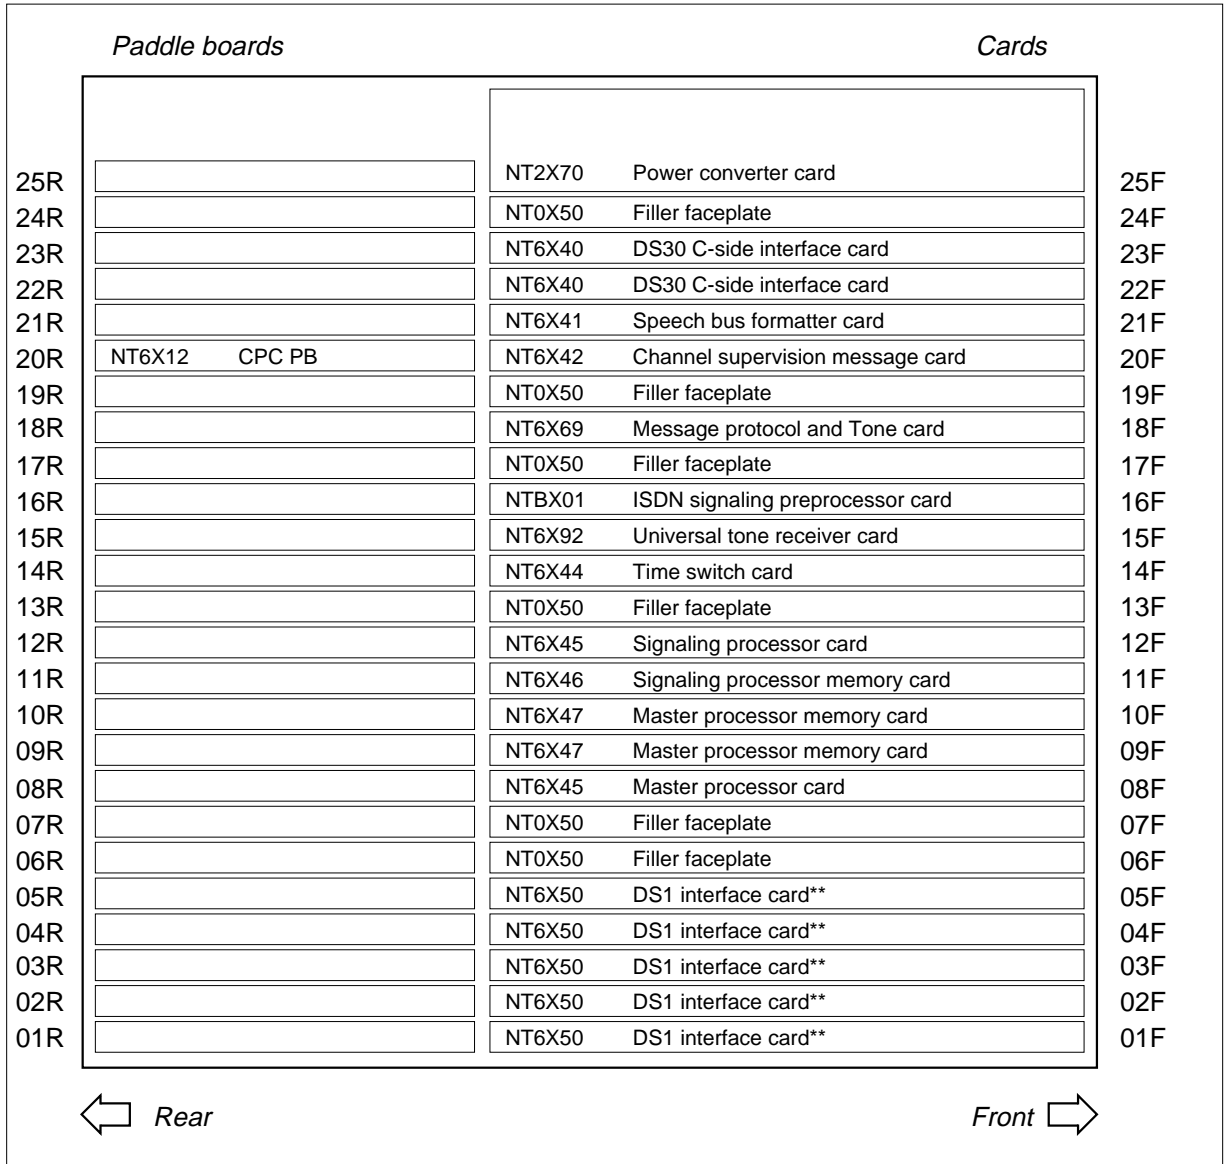 Paddle boards Cards
25R NT2X70 Power converter card 25F
24R NT0X50 Filler faceplate 24F
23R NT6X40 DS30 C-side interface card 23F
22R NT6X40 DS30 C-side interface card 22F
21R NT6X41 Speech bus formatter card 21F
20R NT6X12 CPC PB NT6X42 Channel supervision message card 20F
19R NT0X50 Filler faceplate 19F
18R NT6X69 Message protocol and Tone card 18F
17R NT0X50 Filler faceplate 17F
16R NTBX01 ISDN signaling preprocessor card 16F
15R NT6X92 Universal tone receiver card 15F
14R NT6X44 Time switch card 14F
13R NT0X50 Filler faceplate 13F
12R NT6X45 Signaling processor card 12F
11R NT6X46 Signaling processor memory card 11F
10R NT6X47 Master processor memory card 10F
09R NT6X47 Master processor memory card 09F
08R NT6X45 Master processor card 08F
07R NT0X50 Filler faceplate 07F
06R NT0X50 Filler faceplate 06F
05R NT6X50 DS1 interface card** 05F
04R NT6X50 DS1 interface card** 04F
03R NT6X50 DS1 interface card** 03F
02R NT6X50 DS1 interface card** 02F
01R NT6X50 DS1 interface card** 01F
Rear Front